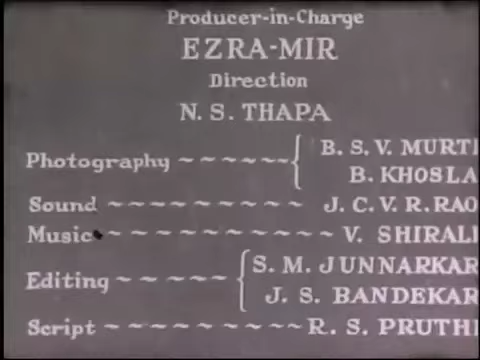 Producer-in-Charge
EZRA-MIR
Direction
N. S. THAPA
Photography ~~~~~~ { B. S. V. MURTI
B. KHOSLA
Sound ~~~~~~~~~~ J. C. V. R. RAO
Music ~~~~~~~~~~~ V. SHIRALI
Editing ~~~~~ { S. M. JUNNARKAR
J. S. BANDEKAR
Script ~~~~~~~~~~ R. S. PRUTHI